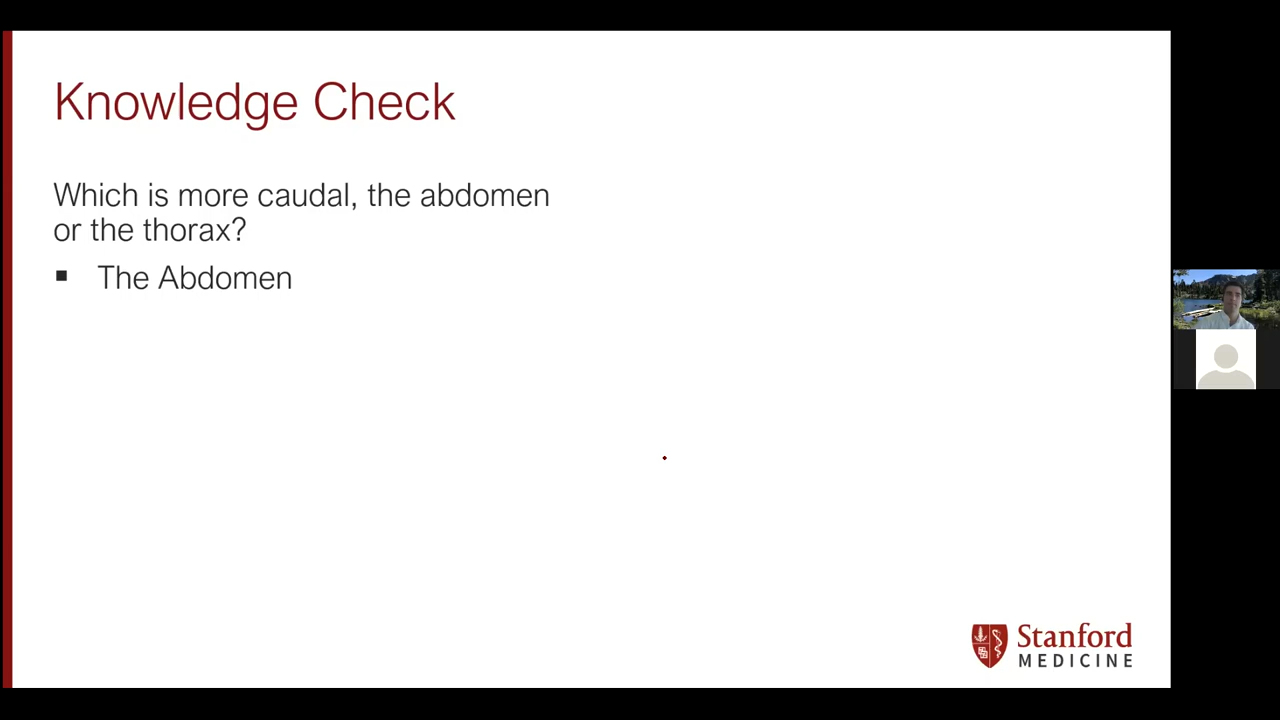 Knowledge Check
Which is more caudal, the abdomen
or the thorax?
▪ The Abdomen
Stanford
MEDICINE